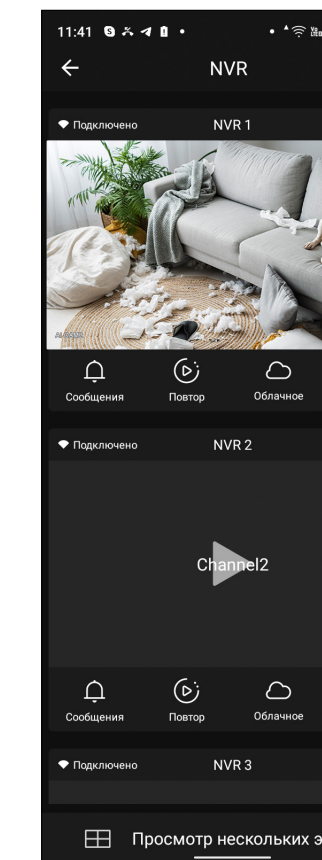 11:41
NVR
Подключено NVR 1
Сообщения Повтор Облачное
Подключено NVR 2
Channel2
Сообщения Повтор Облачное
Подключено NVR 3
Просмотр нескольких э